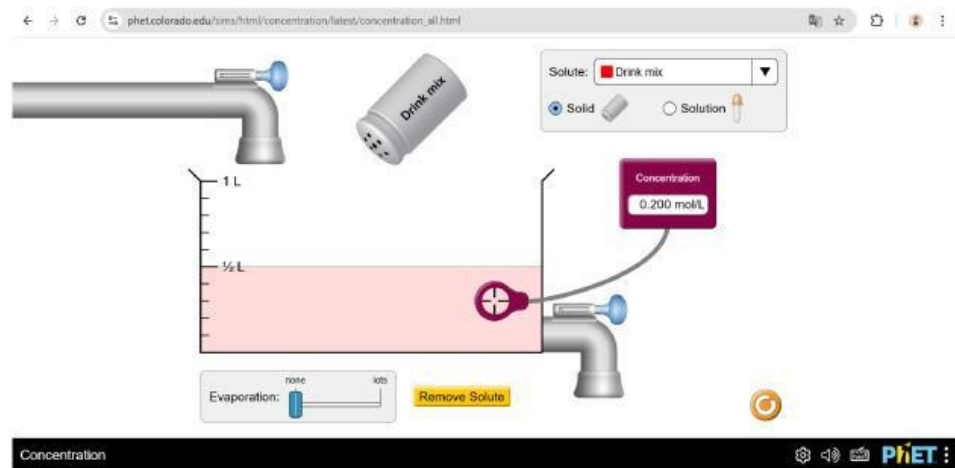 phet.colorado.edu/sims/html/concentration/latest/concentration_all.html
Solute: Drink mix
Solid Solution
Drink mix
1 L
Concentration
0.200 mol/L
½ L
none lots
Evaporation:
Remove Solute
Concentration
PhET